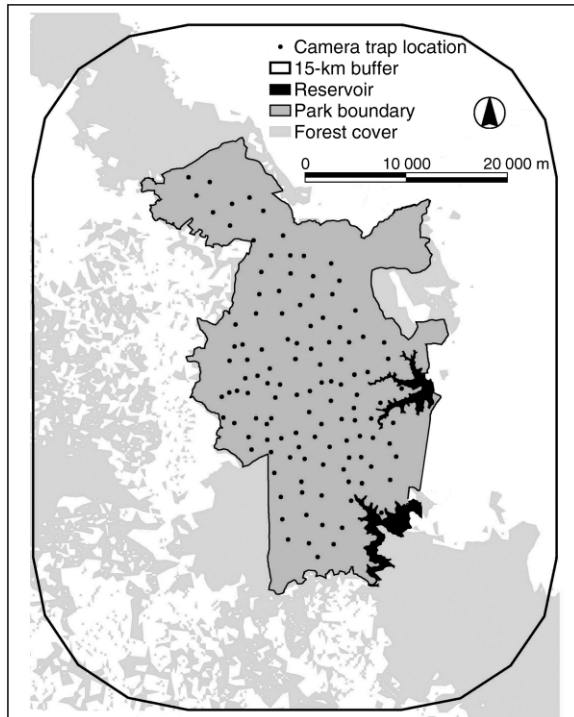 Camera trap location
15-km buffer
Reservoir
Park boundary
Forest cover
0 10 000 20 000 m